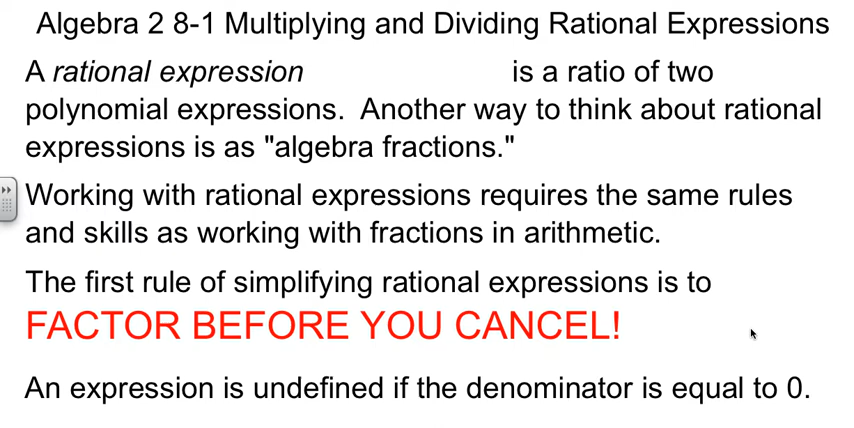 Algebra 2 8-1 Multiplying and Dividing Rational Expressions
A rational expression is a ratio of two
polynomial expressions. Another way to think about rational
expressions is as "algebra fractions."
Working with rational expressions requires the same rules
and skills as working with fractions in arithmetic.
The first rule of simplifying rational expressions is to
FACTOR BEFORE YOU CANCEL!
An expression is undefined if the denominator is equal to 0.